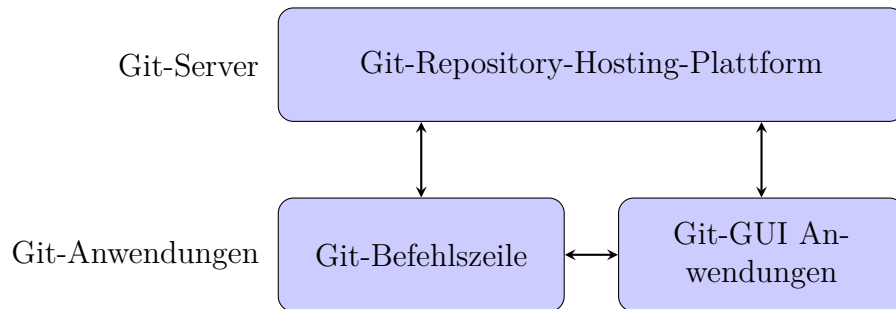 Git-Server
Git-Repository-Hosting-Plattform
Git-Anwendungen
Git-Befehlszeile
Git-GUI An-
wendungen